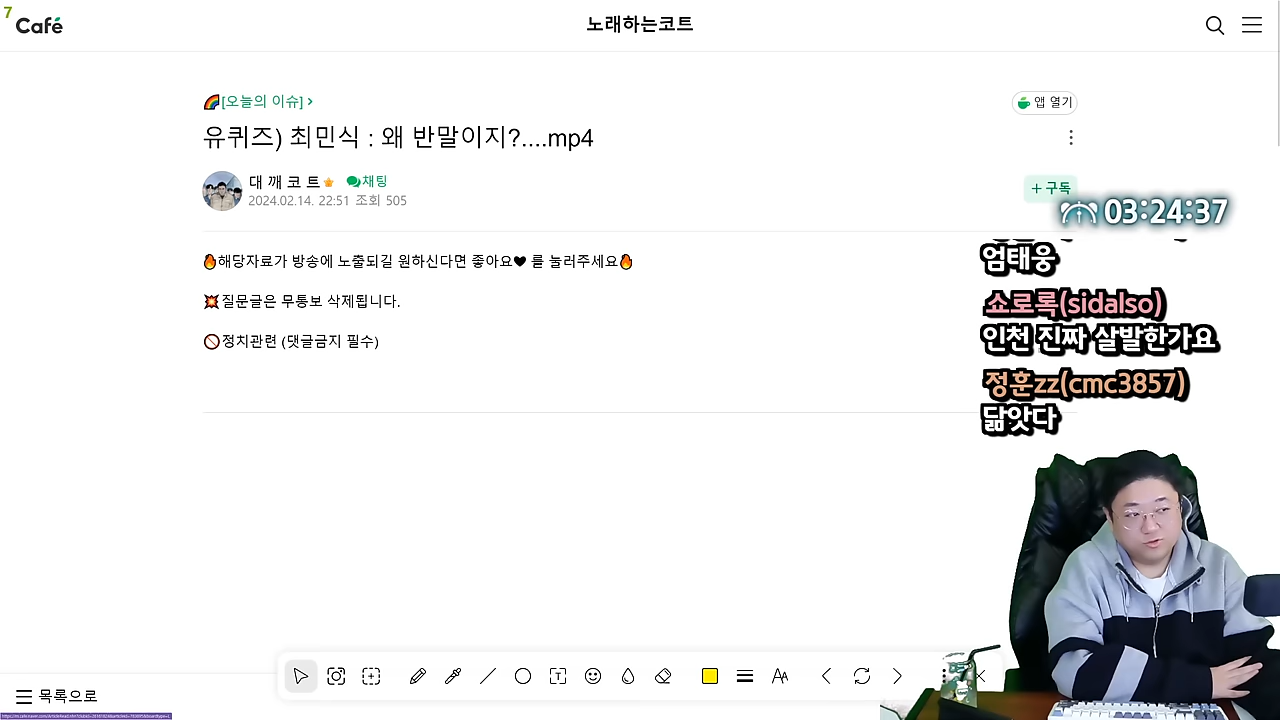 7
Café
노래하는코트
🌈[오늘의 이슈] >
앱 열기
유퀴즈) 최민식 : 왜 반말이지?....mp4
대 깨 코 트
채팅
2024.02.14. 22:51 조회 505
+ 구독
03:24:37
🔥해당자료가 방송에 노출되길 원하신다면 좋아요🖤 를 눌러주세요🔥
💥질문글은 무통보 삭제됩니다.
🚫정치관련 (댓글금지 필수)
엄태웅
쇼로록(sidalso)
인천 진짜 살발한가요
정훈zz(cmc3857)
닮앗다
목록으로